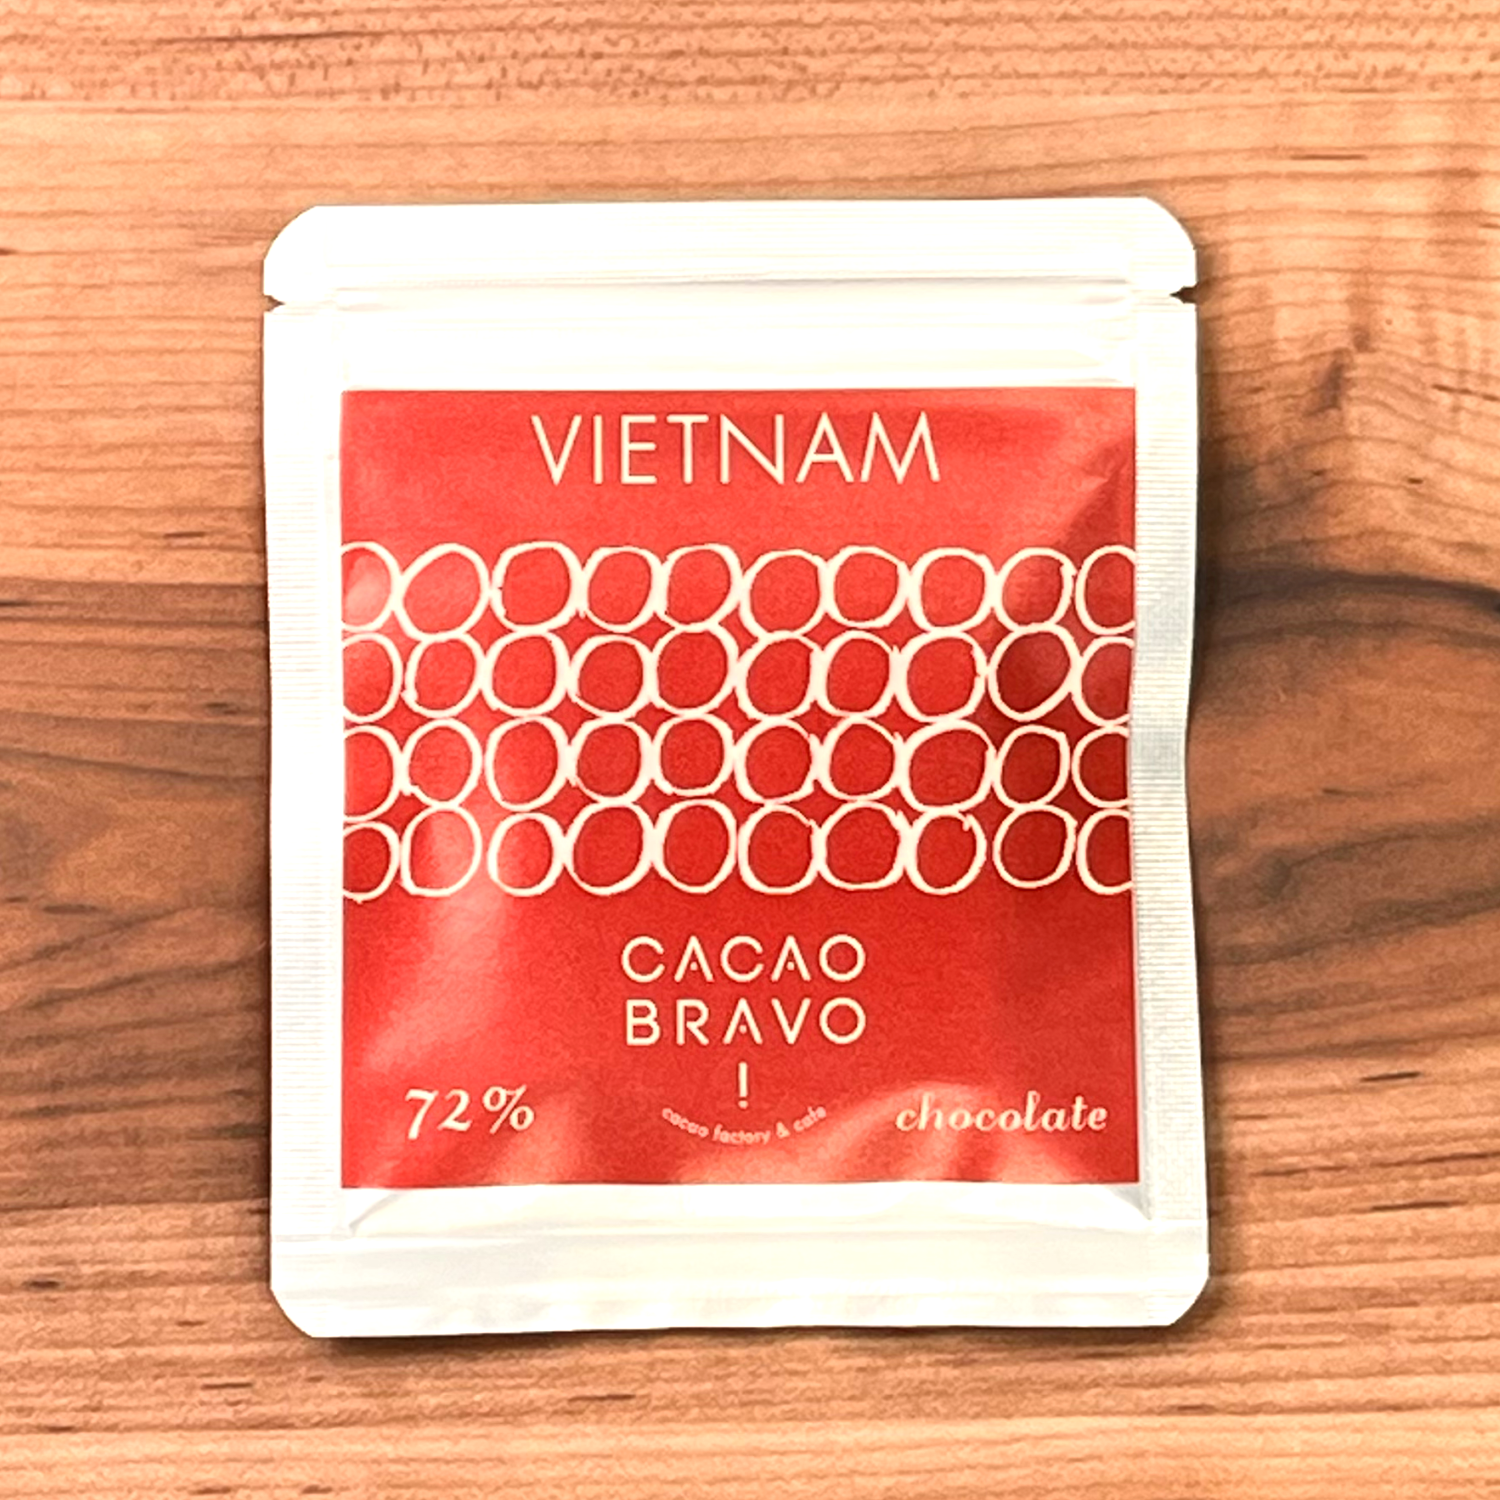 VIETNAM
CACAO
BRAVO
!
cacao factory & cafe
72%
chocolate